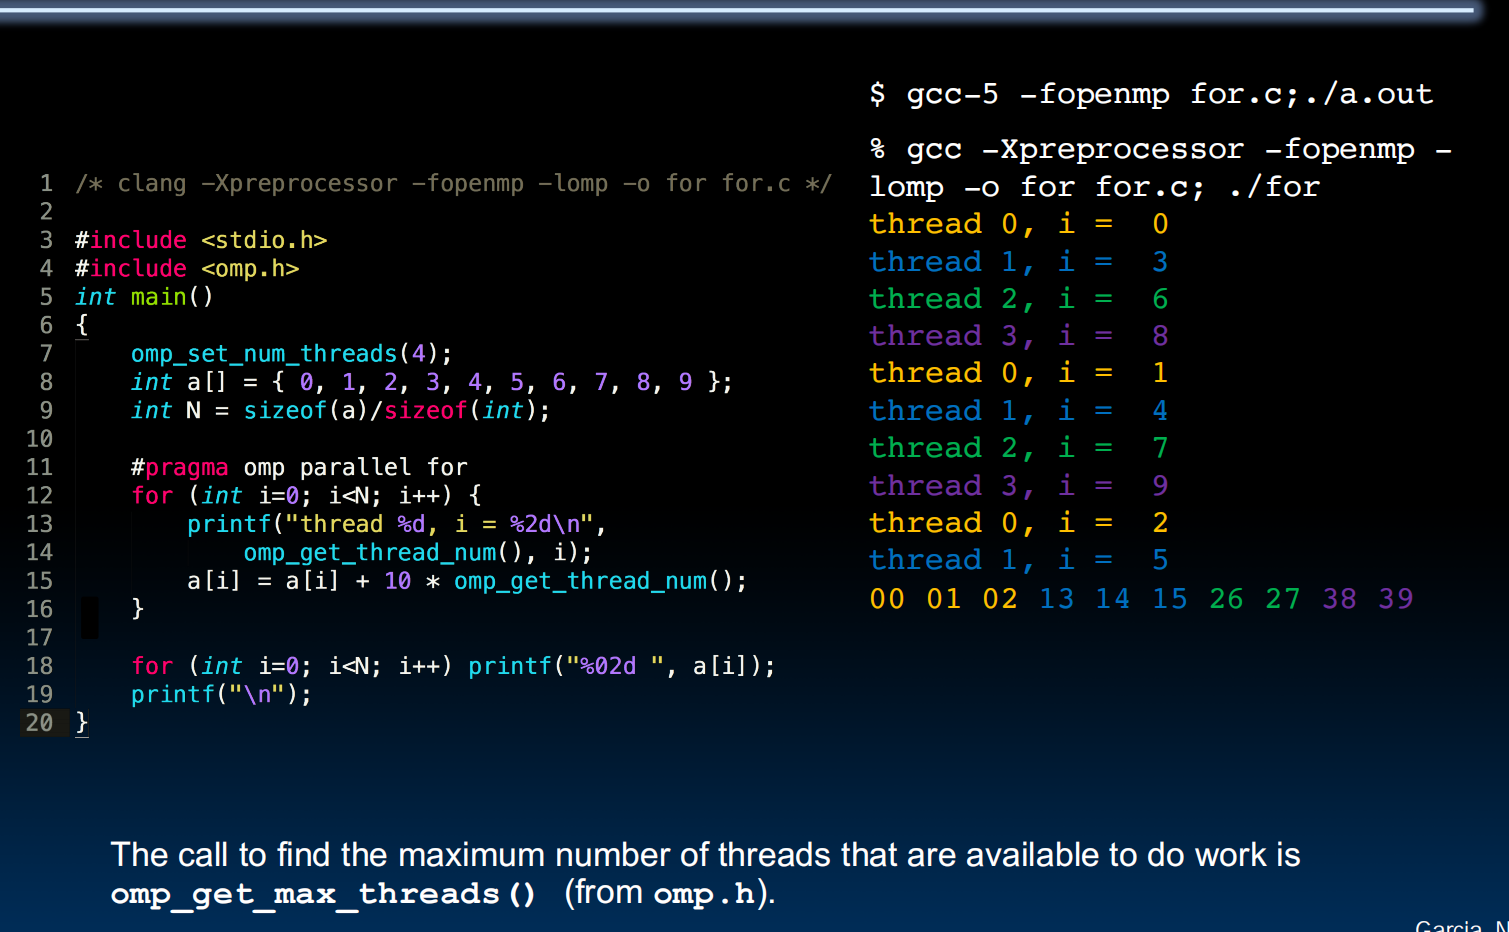 1 /* clang -Xpreprocessor -fopenmp -lomp -o for for.c */
2
3 #include <stdio.h>
4 #include <omp.h>
5 int main()
6 {
7     omp_set_num_threads(4);
8     int a[] = { 0, 1, 2, 3, 4, 5, 6, 7, 8, 9 };
9     int N = sizeof(a)/sizeof(int);
10
11     #pragma omp parallel for
12     for (int i=0; i<N; i++) {
13         printf("thread %d, i = %2d\n",
14             omp_get_thread_num(), i);
15         a[i] = a[i] + 10 * omp_get_thread_num();
16     }
17
18     for (int i=0; i<N; i++) printf("%02d ", a[i]);
19     printf("\n");
20 }
$ gcc-5 -fopenmp for.c;./a.out
% gcc -Xpreprocessor -fopenmp -
lomp -o for for.c; ./for
thread 0, i =  0
thread 1, i =  3
thread 2, i =  6
thread 3, i =  8
thread 0, i =  1
thread 1, i =  4
thread 2, i =  7
thread 3, i =  9
thread 0, i =  2
thread 1, i =  5
00 01 02 13 14 15 26 27 38 39
The call to find the maximum number of threads that are available to do work is
omp_get_max_threads() (from omp.h).
Garcia, N